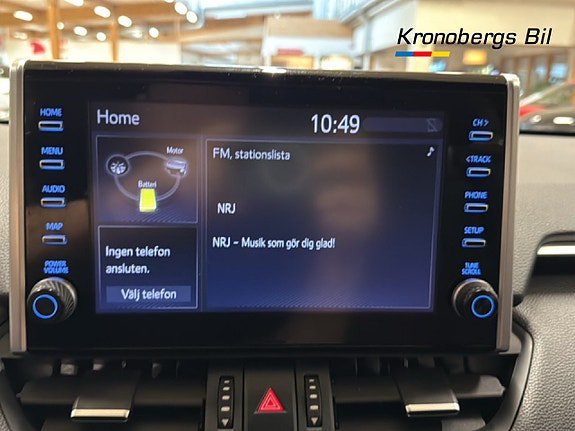 Kronobergs Bil
HOME
MENU
AUDIO
MAP
POWER
VOLUME
Home
10:49
Motor
Batteri
Ingen telefon
ansluten.
Välj telefon
FM, stationslista
NRJ
NRJ - Musik som gör dig glad!
CH >
< TRACK
PHONE
SETUP
TUNE
SCROLL